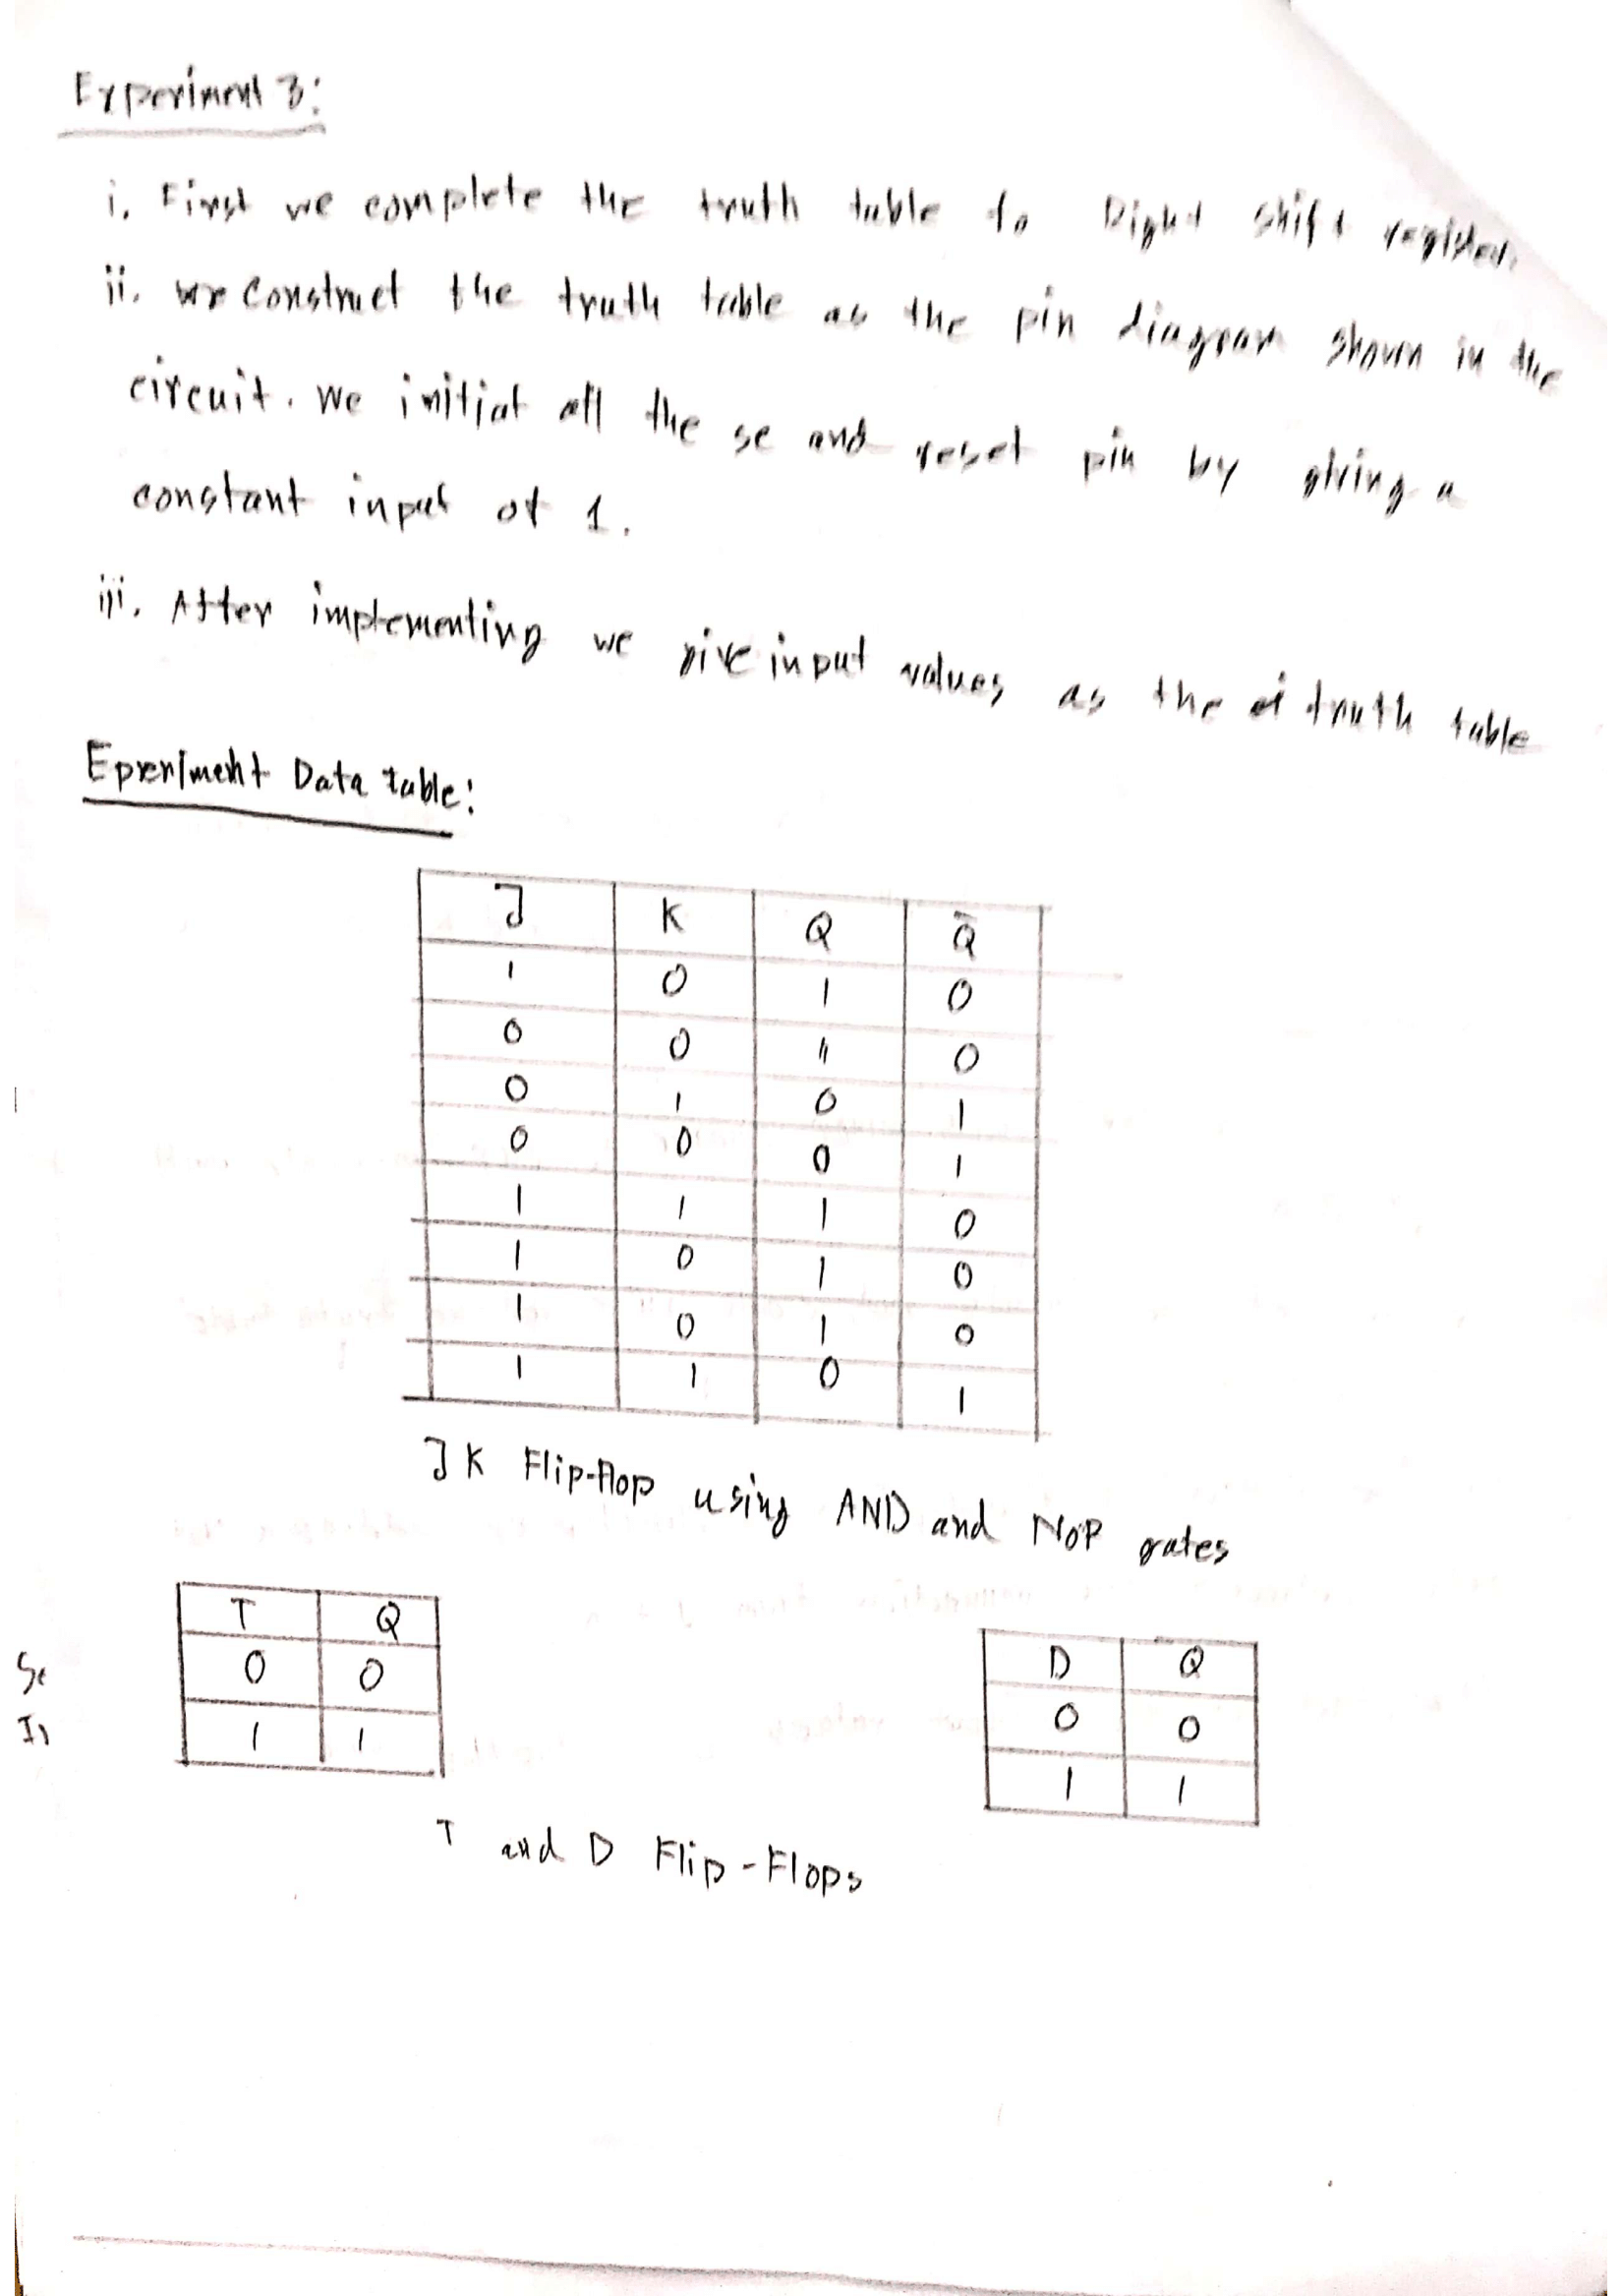 Experiment 3:
i. First we complete the truth table to Right shift register.
ii. we construct the truth table as the pin diagram shown in the
circuit. We initiat all the se and reset pin by giving a
constant input of 1.
iii. After implementing we give input values as the truth table
Epreriment Data table:
J K Q Q̄
1 0 1 0
0 0 1 0
0 1 0 1
0 0 0 1
1 1 1 0
1 0 1 0
1 0 1 0
1 1 0 1
JK Flip-flop using AND and NOR gates
T Q
0 0
1 1
Se
D Q
0 0
1 1
T and D Flip-Flops